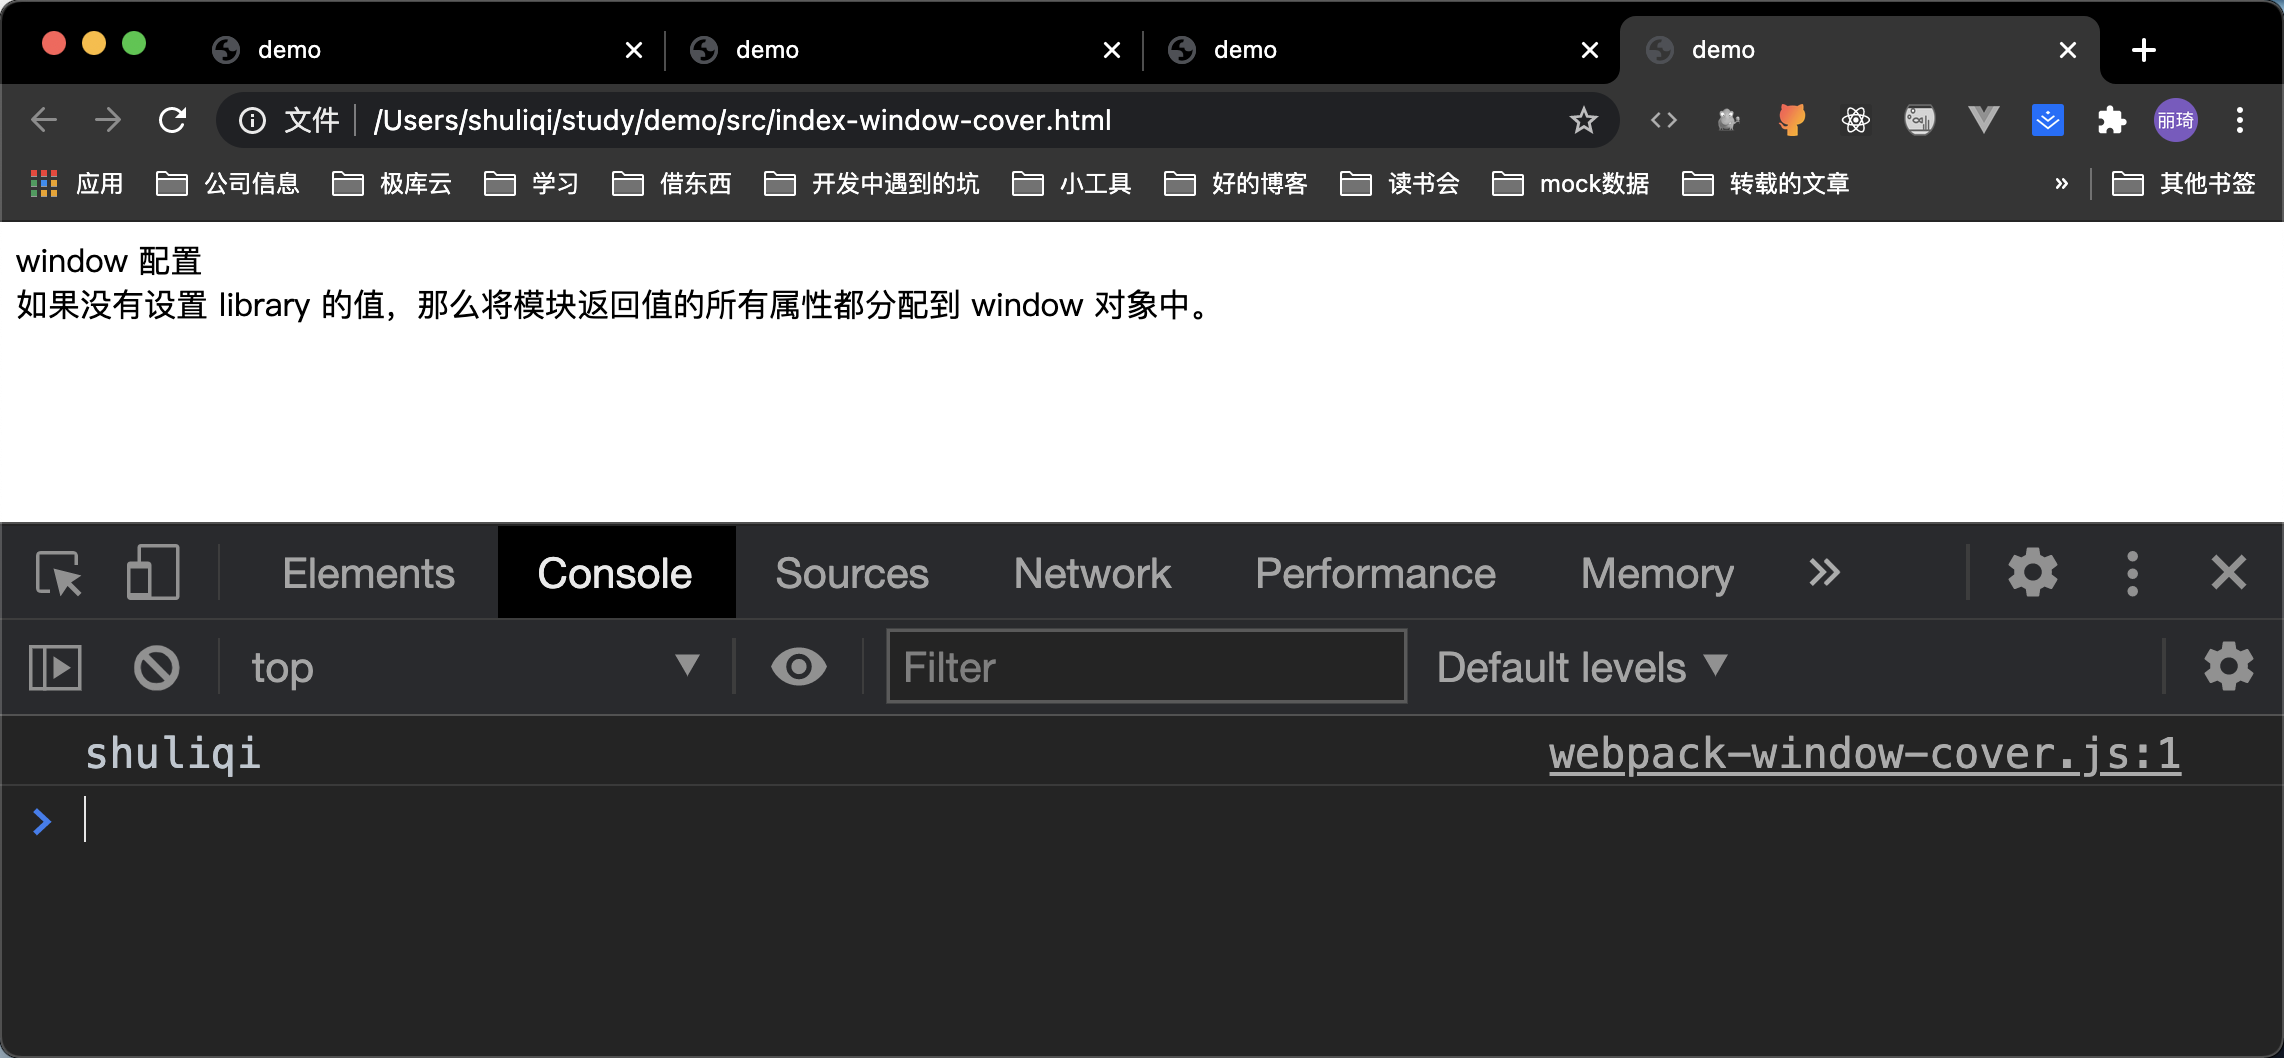 demo demo demo demo
文件 /Users/shuliqi/study/demo/src/index-window-cover.html 丽琦
应用 公司信息 极库云 学习 借东西 开发中遇到的坑 小工具 好的博客 读书会 mock数据 转载的文章 » 其他书签
window 配置
如果没有设置 library 的值，那么将模块返回值的所有属性都分配到 window 对象中。
Elements Console Sources Network Performance Memory »
top Filter Default levels
shuliqi webpack-window-cover.js:1